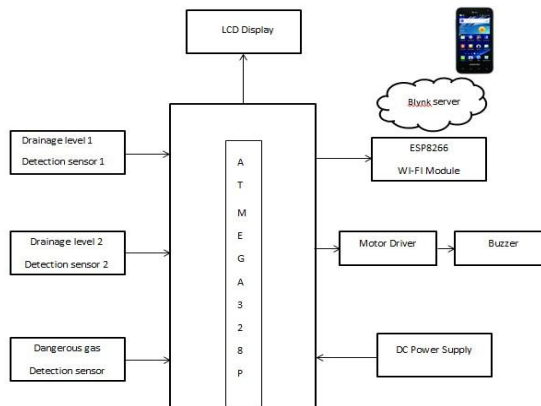 LCD Display
Blynk server
Drainage level 1
Detection sensor 1
ESP8266
WI-FI Module
Drainage level 2
Detection sensor 2
Motor Driver
Buzzer
Dangerous gas
Detection sensor
DC Power Supply
A
T
M
E
G
A
3
2
8
P